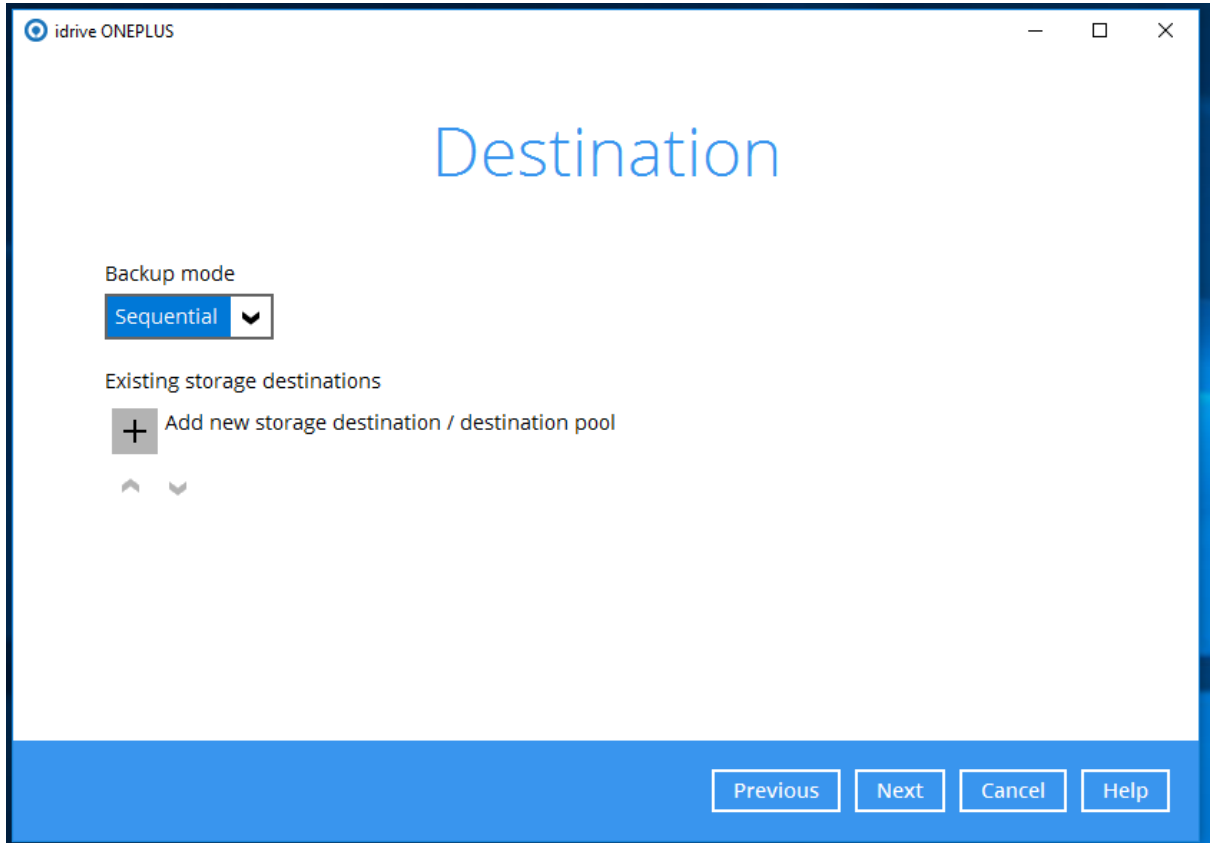 idrive ONEPLUS
Destination
Backup mode
Sequential
Existing storage destinations
Add new storage destination / destination pool
Previous Next Cancel Help